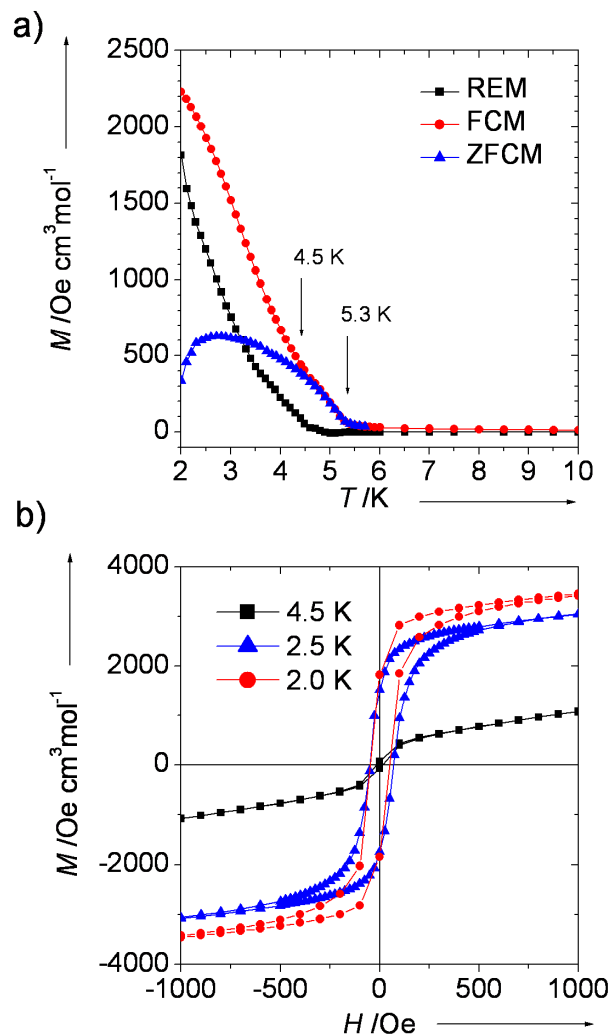 a)
2500
2000
1500
1000
500
0
M /Oe cm³mol⁻¹
REM
FCM
ZFCM
4.5 K
5.3 K
2 3 4 5 6 7 8 9 10
T /K
b)
4000
2000
0
-2000
-4000
M /Oe cm³mol⁻¹
4.5 K
2.5 K
2.0 K
-1000 -500 0 500 1000
H /Oe